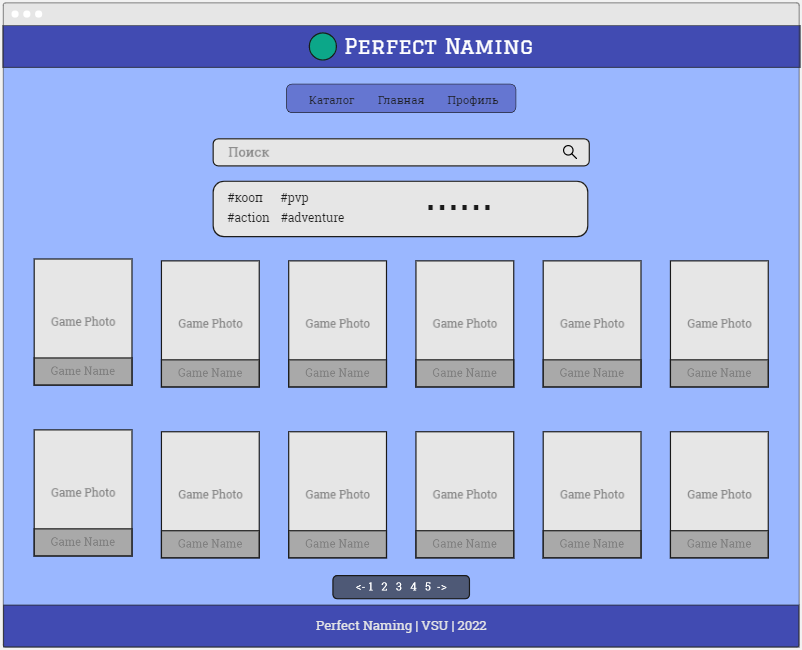 Perfect Naming
Каталог Главная Профиль
Поиск
#кооп #pvp ......
#action #adventure
Game Photo Game Photo Game Photo Game Photo Game Photo Game Photo
Game Name Game Name Game Name Game Name Game Name Game Name
Game Photo Game Photo Game Photo Game Photo Game Photo Game Photo
Game Name Game Name Game Name Game Name Game Name Game Name
<- 1 2 3 4 5 ->
Perfect Naming | VSU | 2022